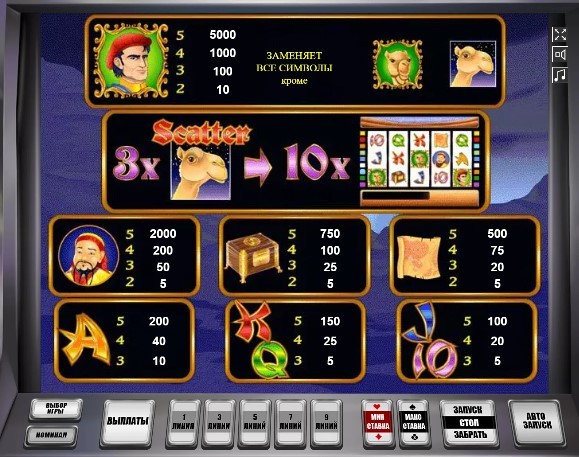 5 5000
4 1000
3 100
2 10
ЗАМЕНЯЕТ
ВСЕ СИМВОЛЫ
кроме
Scatter
3x 10x
5 2000
4 200
3 50
2 5
5 750
4 100
3 25
2 5
5 500
4 75
3 20
2 5
A
5 200
4 40
3 10
K
Q
5 150
4 25
3 5
J
10
5 100
4 20
3 5
ВЫБОР
ИГРЫ
НОМИНАЛ
ВЫПЛАТЫ
1
ЛИНИЯ
3
ЛИНИИ
5
ЛИНИЙ
7
ЛИНИЙ
9
ЛИНИЙ
МИН
СТАВКА
МАКС
СТАВКА
ЗАПУСК
СТОП
ЗАБРАТЬ
АВТО
ЗАПУСК